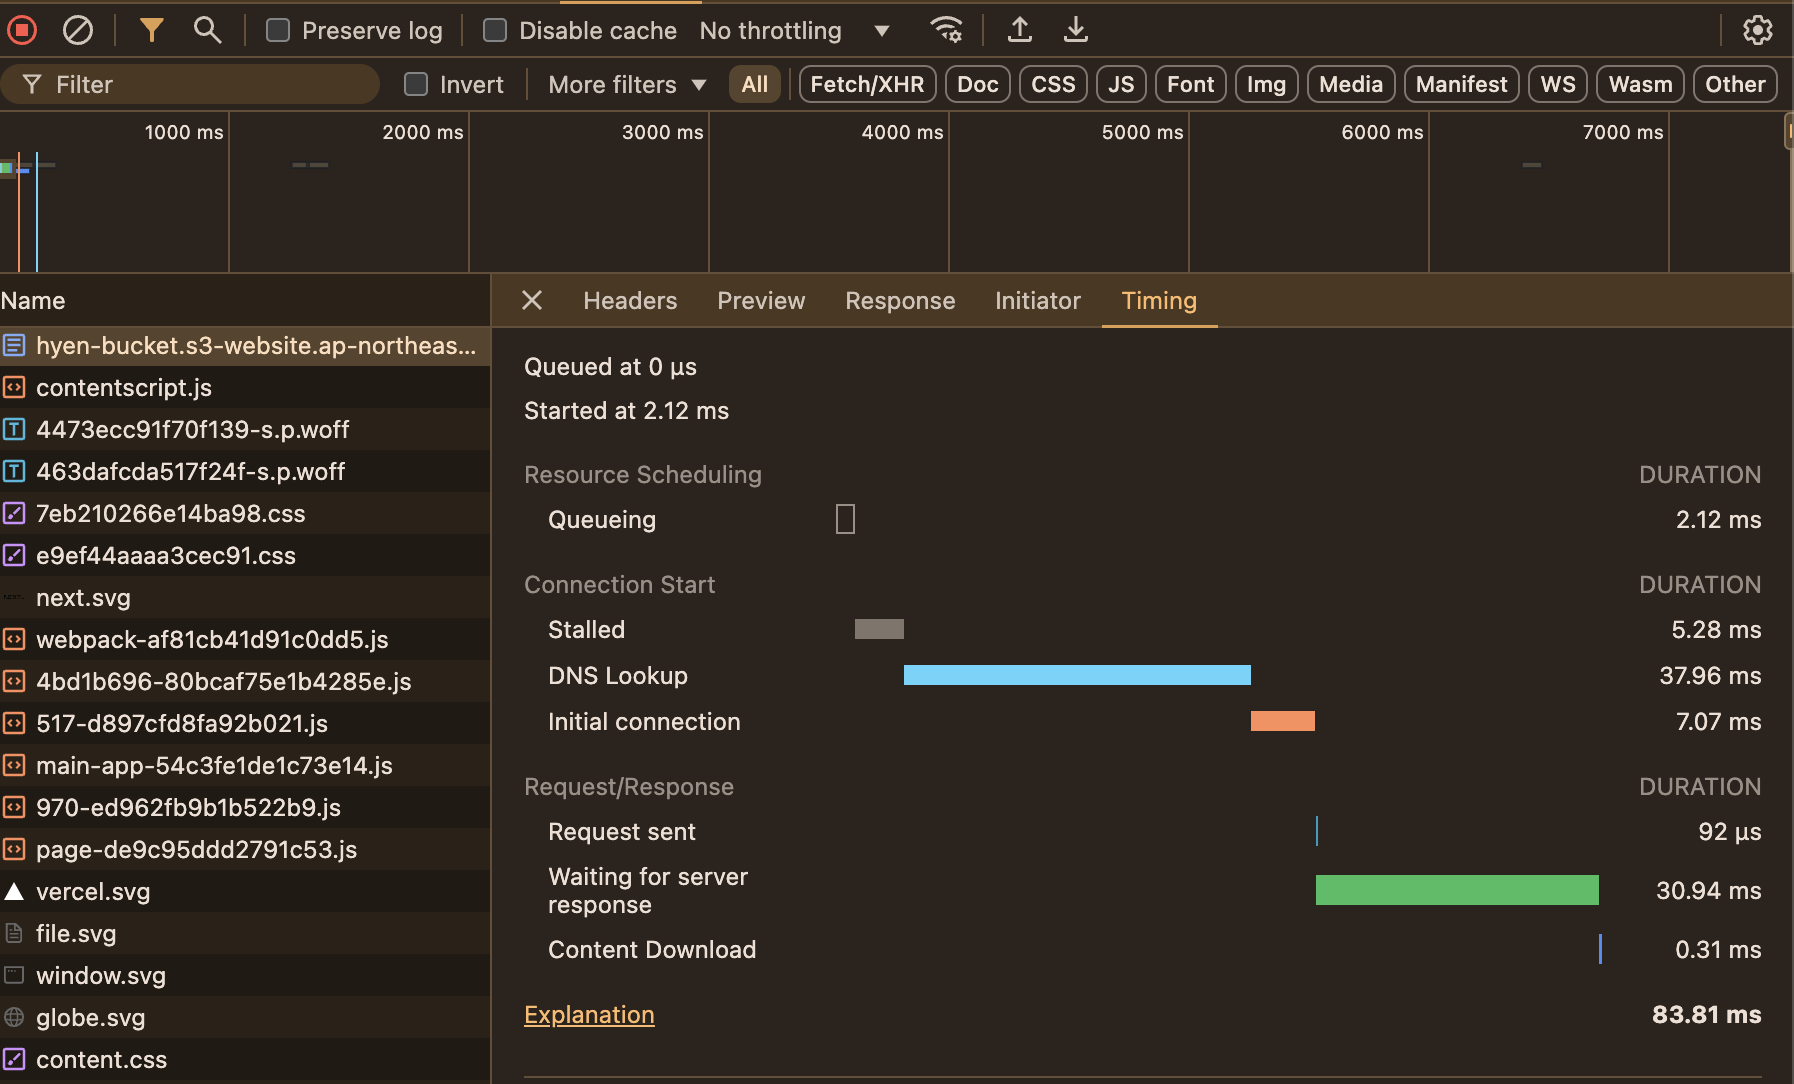 Preserve log Disable cache No throttling
Filter Invert More filters All Fetch/XHR Doc CSS JS Font Img Media Manifest WS Wasm Other
1000 ms 2000 ms 3000 ms 4000 ms 5000 ms 6000 ms 7000 ms
Name
hyen-bucket.s3-website.ap-northeas...
contentscript.js
4473ecc91f70f139-s.p.woff
463dafcda517f24f-s.p.woff
7eb210266e14ba98.css
e9ef44aaaa3cec91.css
next.svg
webpack-af81cb41d91c0dd5.js
4bd1b696-80bcaf75e1b4285e.js
517-d897cfd8fa92b021.js
main-app-54c3fe1de1c73e14.js
970-ed962fb9b1b522b9.js
page-de9c95ddd2791c53.js
vercel.svg
file.svg
window.svg
globe.svg
content.css
Headers Preview Response Initiator Timing
Queued at 0 μs
Started at 2.12 ms
Resource Scheduling DURATION
Queueing 2.12 ms
Connection Start DURATION
Stalled 5.28 ms
DNS Lookup 37.96 ms
Initial connection 7.07 ms
Request/Response DURATION
Request sent 92 μs
Waiting for server
response 30.94 ms
Content Download 0.31 ms
Explanation 83.81 ms